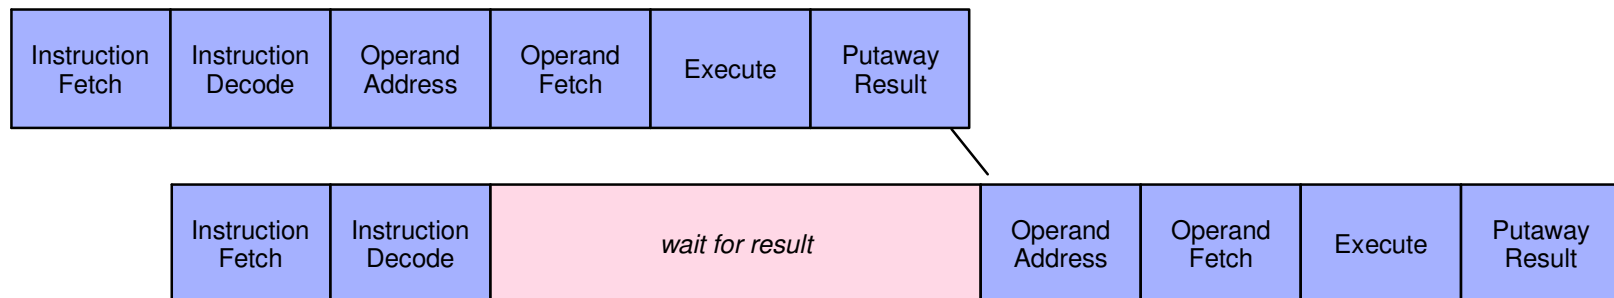 Instruction
Fetch
Instruction
Decode
Operand
Address
Operand
Fetch
Execute
Putaway
Result
Instruction
Fetch
Instruction
Decode
wait for result
Operand
Address
Operand
Fetch
Execute
Putaway
Result